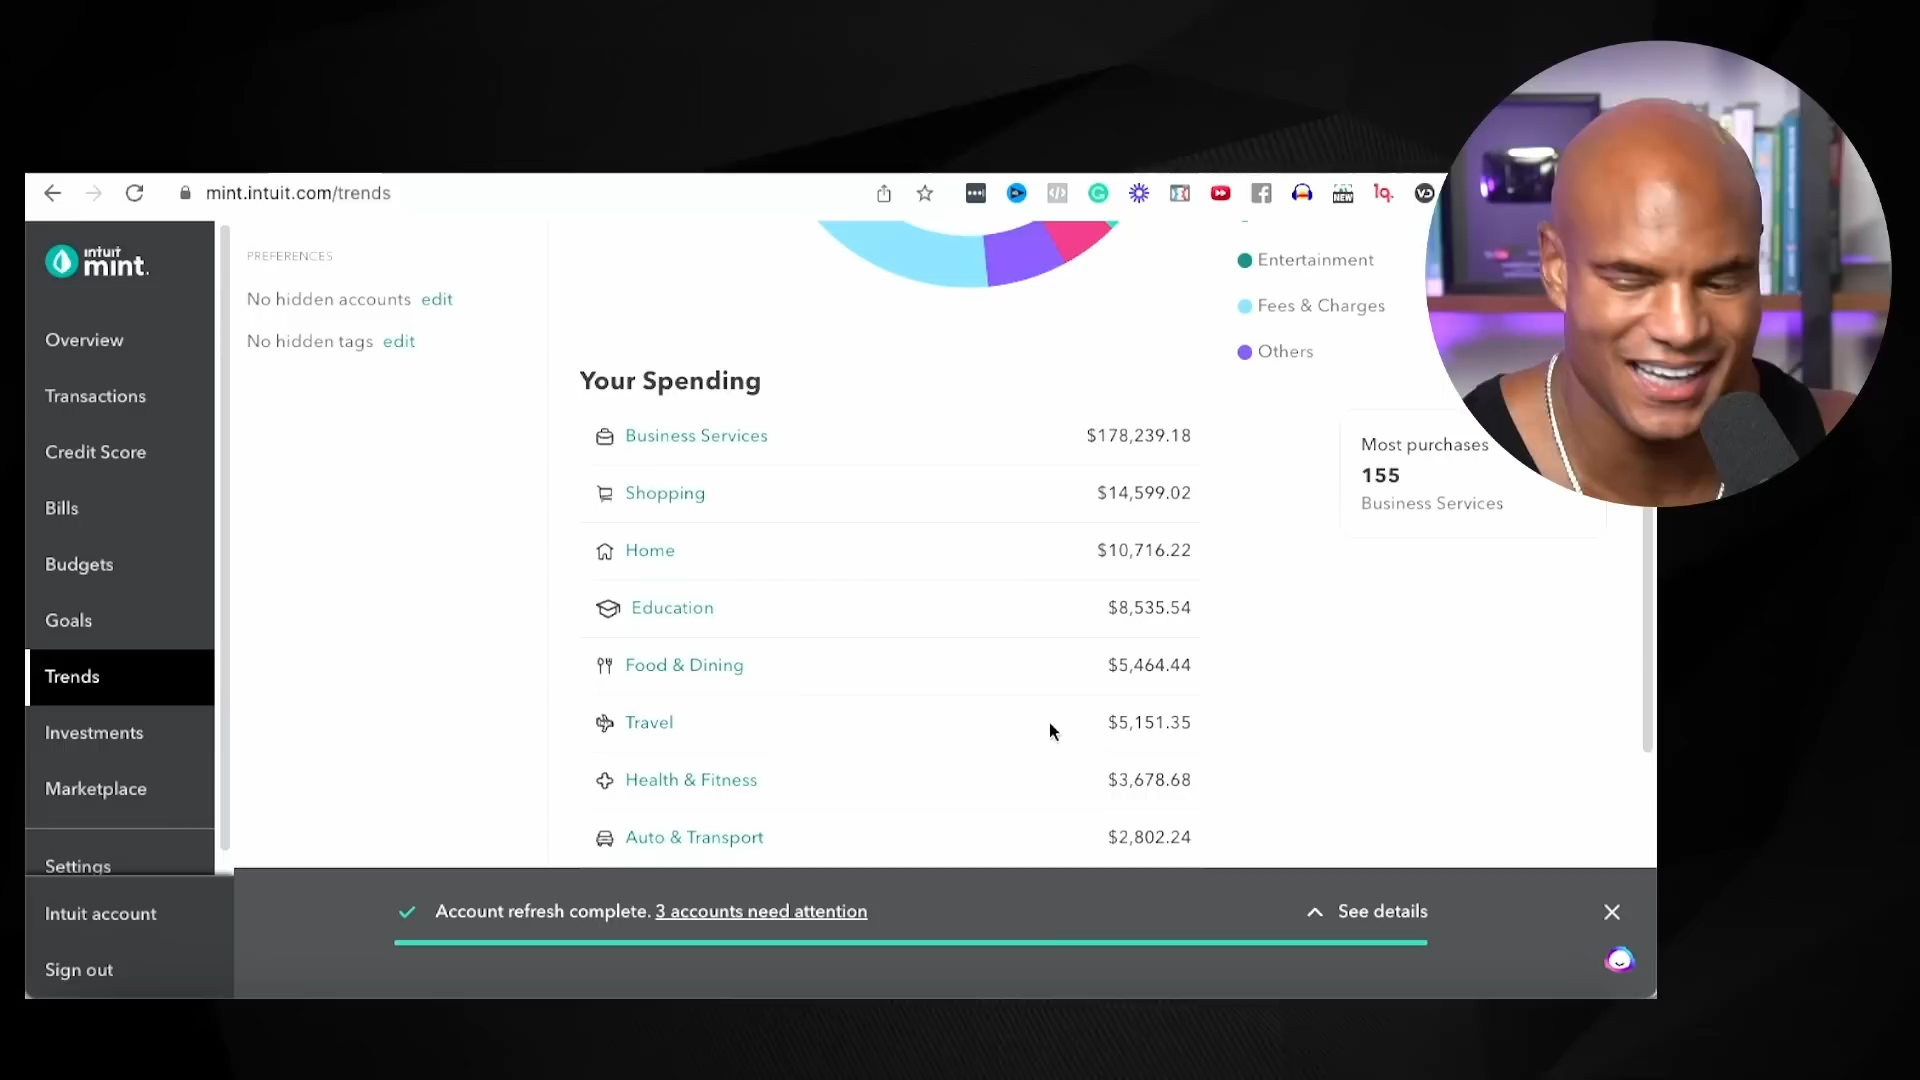 mint.intuit.com/trends
NEW
1q.
intuit
mint.
Overview
Transactions
Credit Score
Bills
Budgets
Goals
Trends
Investments
Marketplace
Settings
Intuit account
Sign out
PREFERENCES
No hidden accounts edit
No hidden tags edit
Entertainment
Fees & Charges
Others
Your Spending
Business Services $178,239.18
Shopping $14,599.02
Home $10,716.22
Education $8,535.54
Food & Dining $5,464.44
Travel $5,151.35
Health & Fitness $3,678.68
Auto & Transport $2,802.24
Most purchases
155
Business Services
Account refresh complete. 3 accounts need attention
See details